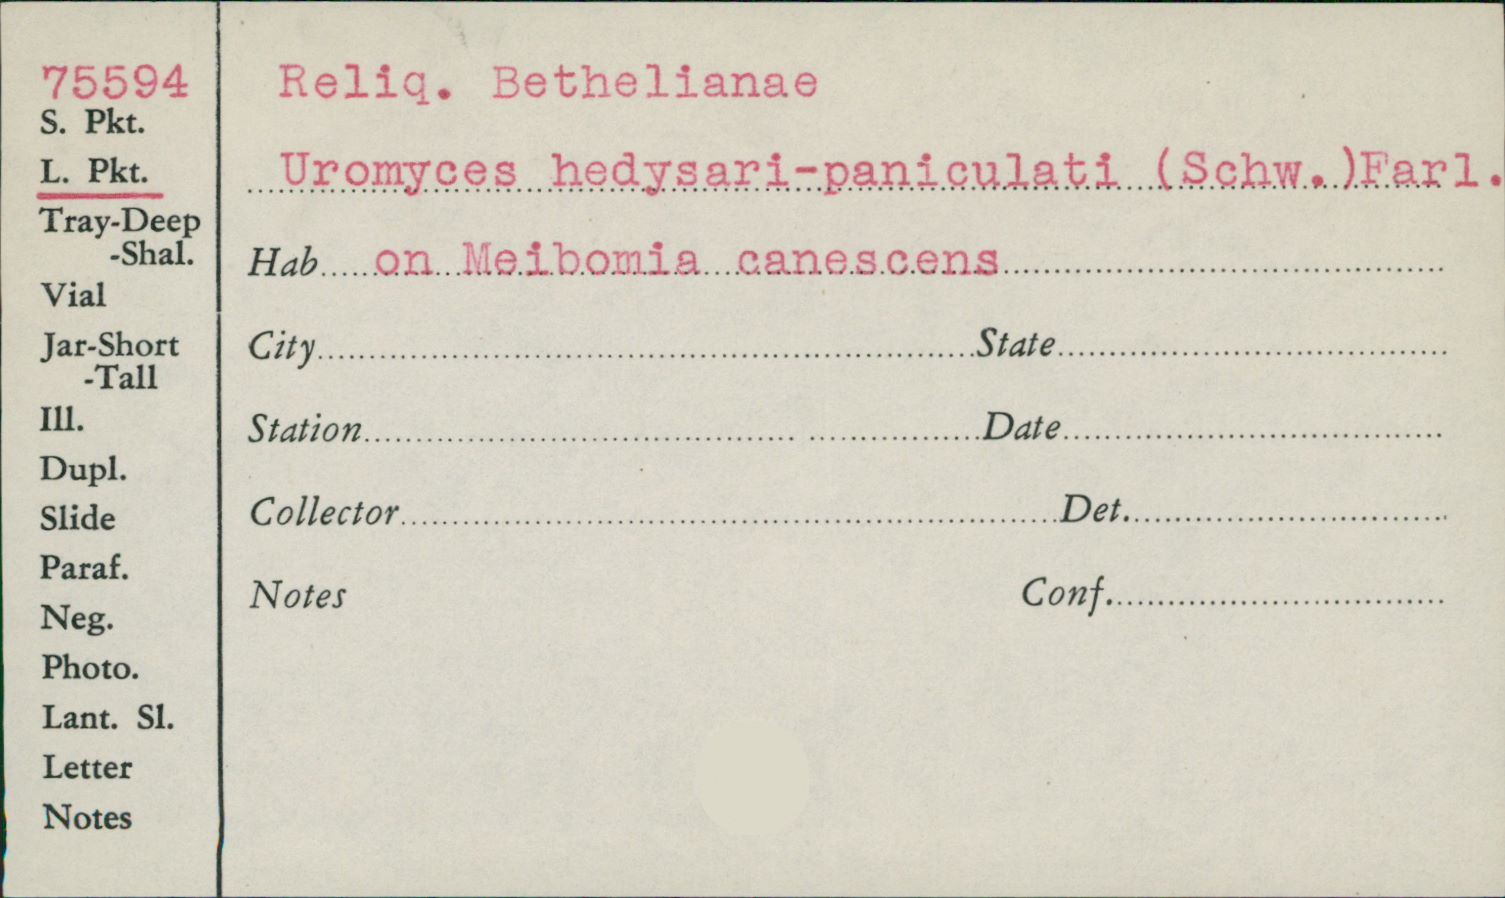 75594
S. Pkt.
L. Pkt.
Tray-Deep
-Shal.
Vial
Jar-Short
-Tall
Ill.
Dupl.
Slide
Paraf.
Neg.
Photo.
Lant. Sl.
Letter
Notes
Reliq. Bethelianae
Uromyces hedysari-paniculati (Schw.)Farl.
Hab on Meibomia canescens
City State
Station Date
Collector Det.
Notes Conf.